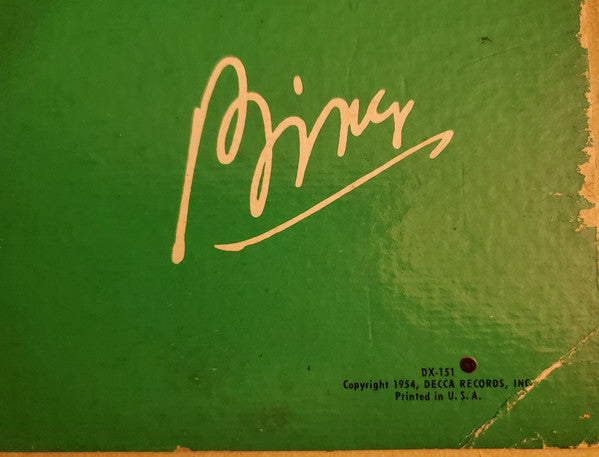 Bing
DX-151
Copyright 1954, DECCA RECORDS, INC.
Printed in U. S. A.